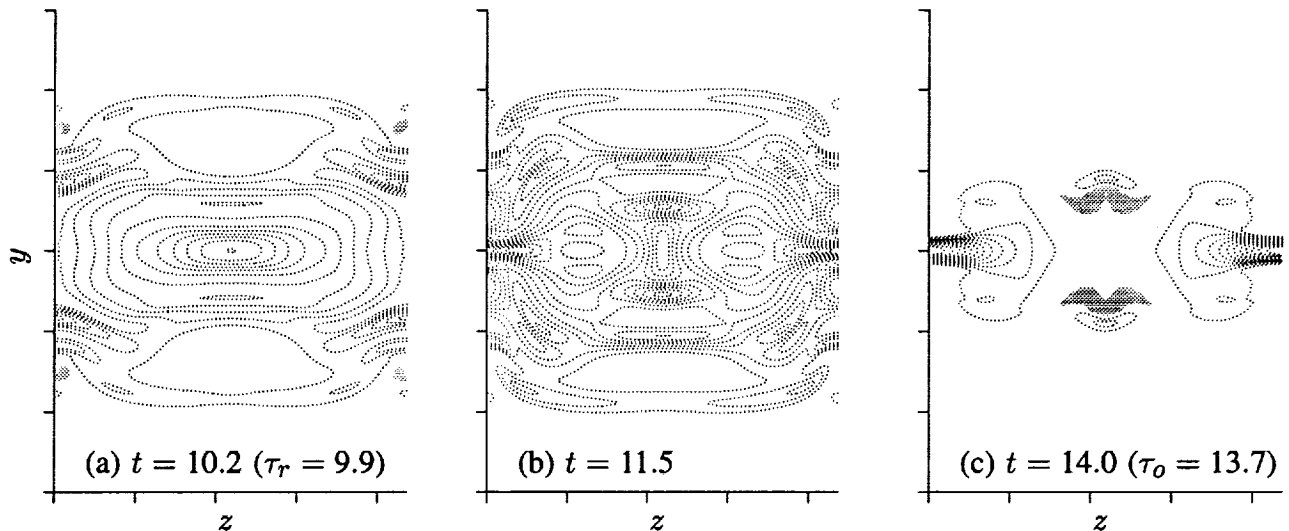 y
(a) t = 10.2 (τr = 9.9)
(b) t = 11.5
(c) t = 14.0 (τo = 13.7)
z
z
z